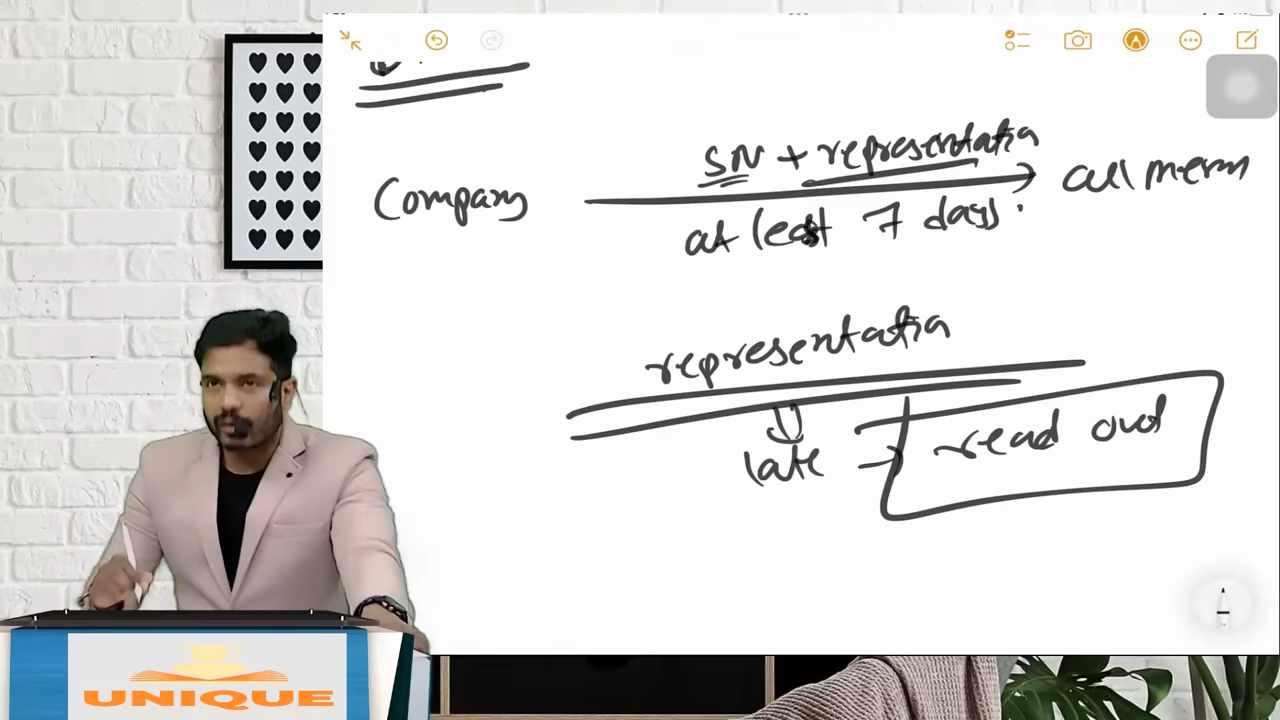 SN + representatia
Company
all mem
at least 7 days.
representatia
late
read out
UNIQUE